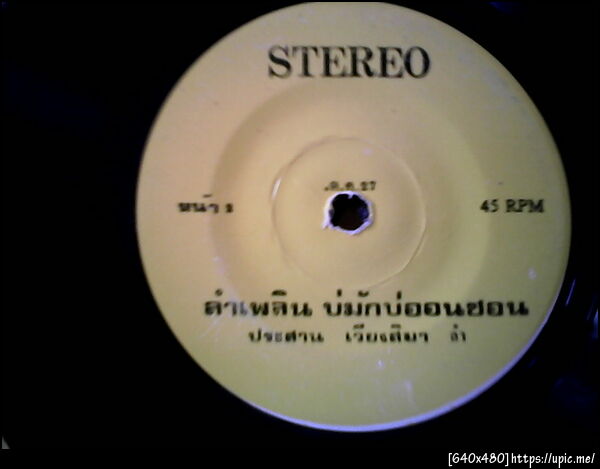 STEREO
หน้า
45 RPM
ลำเพลิน บ่มักบ่ออนซอน
ประสาน เวียงสิมา ลำ
[640x480]https://upic.me/